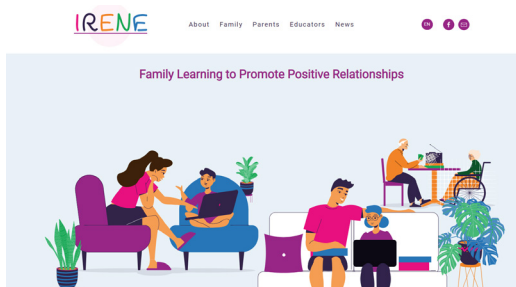 IRENE
About Family Parents Educators News
EN
Family Learning to Promote Positive Relationships